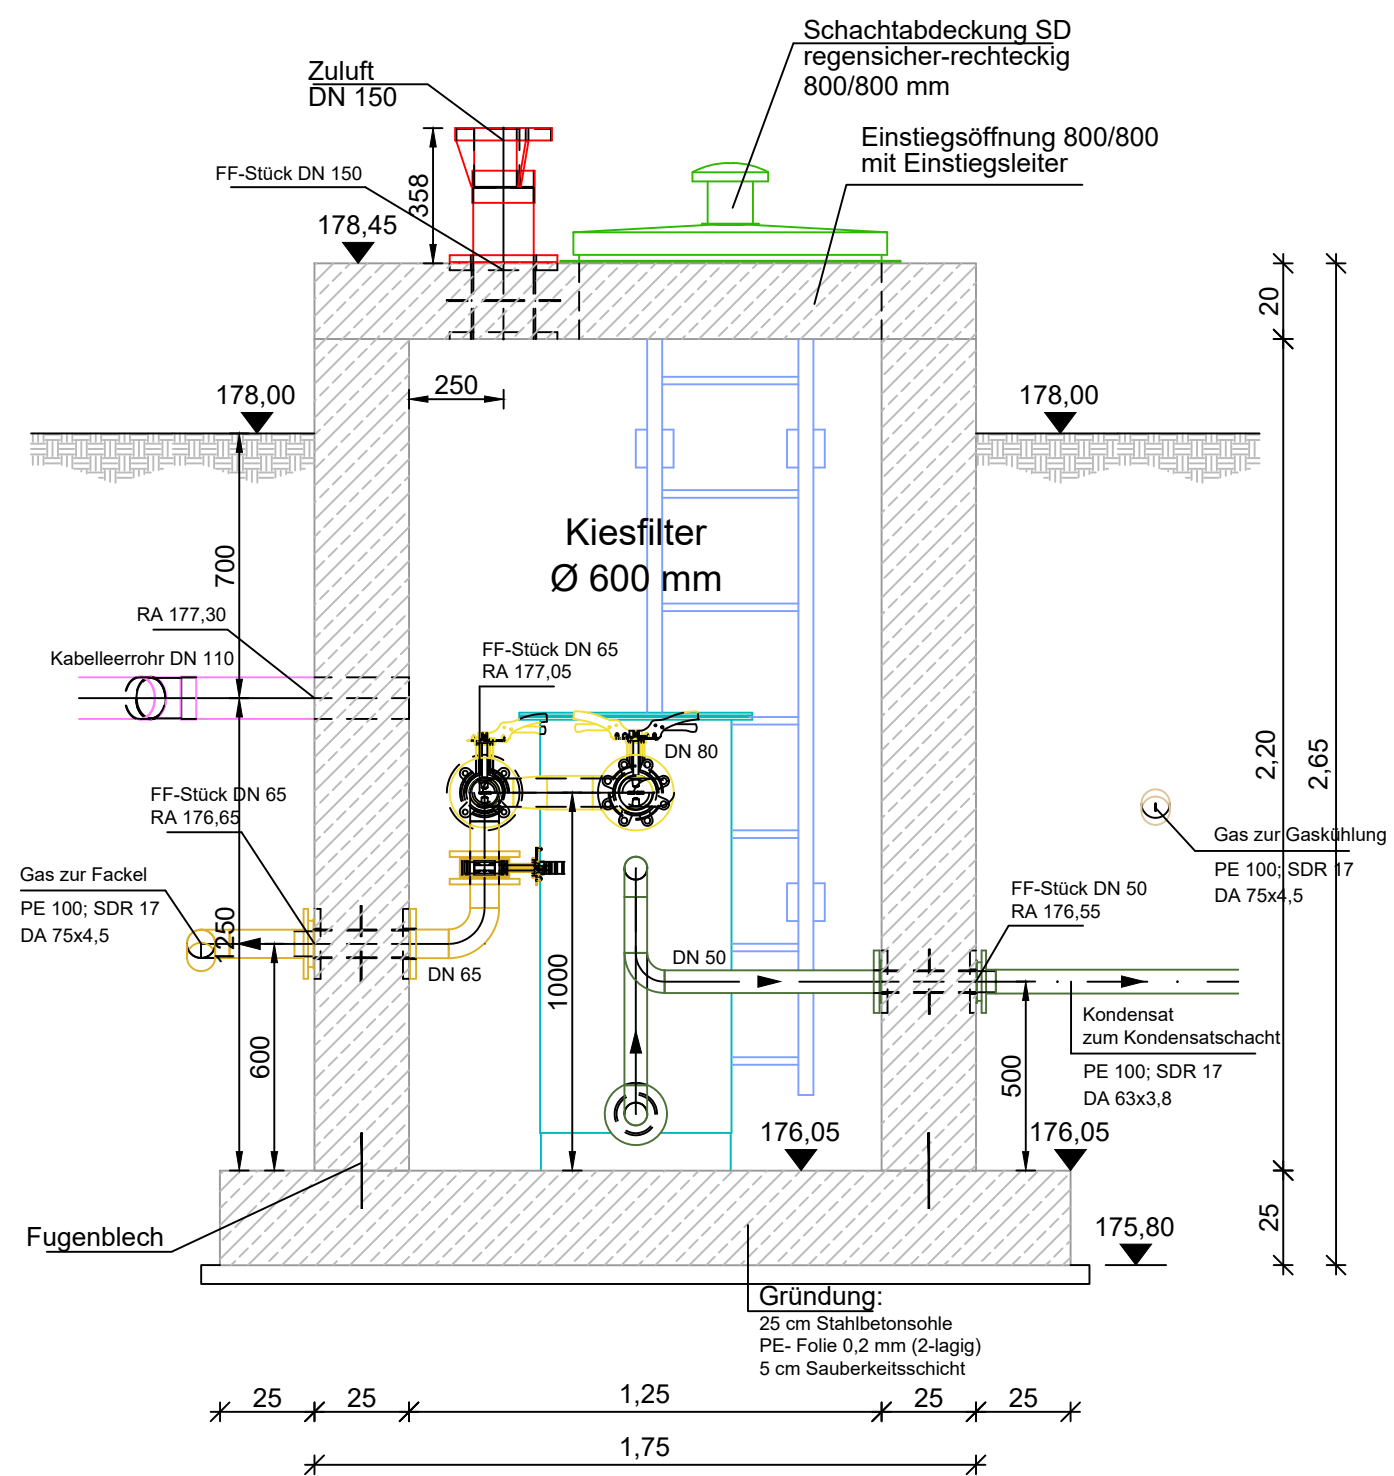 Schachtabdeckung SD
regensicher-rechteckig
800/800 mm
Zuluft
DN 150
Einstiegsöffnung 800/800
mit Einstiegsleiter
FF-Stück DN 150
358
178,45
20
178,00
250
178,00
Kiesfilter
Ø 600 mm
700
RA 177,30
Kabelleerrohr DN 110
FF-Stück DN 65
RA 177,05
DN 80
2,20
2,65
FF-Stück DN 65
RA 176,65
Gas zur Gaskühlung
PE 100; SDR 17
DA 75x4,5
Gas zur Fackel
PE 100; SDR 17
DA 75x4,5
FF-Stück DN 50
RA 176,55
1250
DN 65
DN 50
1000
600
500
Kondensat
zum Kondensatschacht
PE 100; SDR 17
DA 63x3,8
176,05
176,05
25
175,80
Fugenblech
Gründung:
25 cm Stahlbetonsohle
PE- Folie 0,2 mm (2-lagig)
5 cm Sauberkeitsschicht
25
25
1,25
25
25
1,75